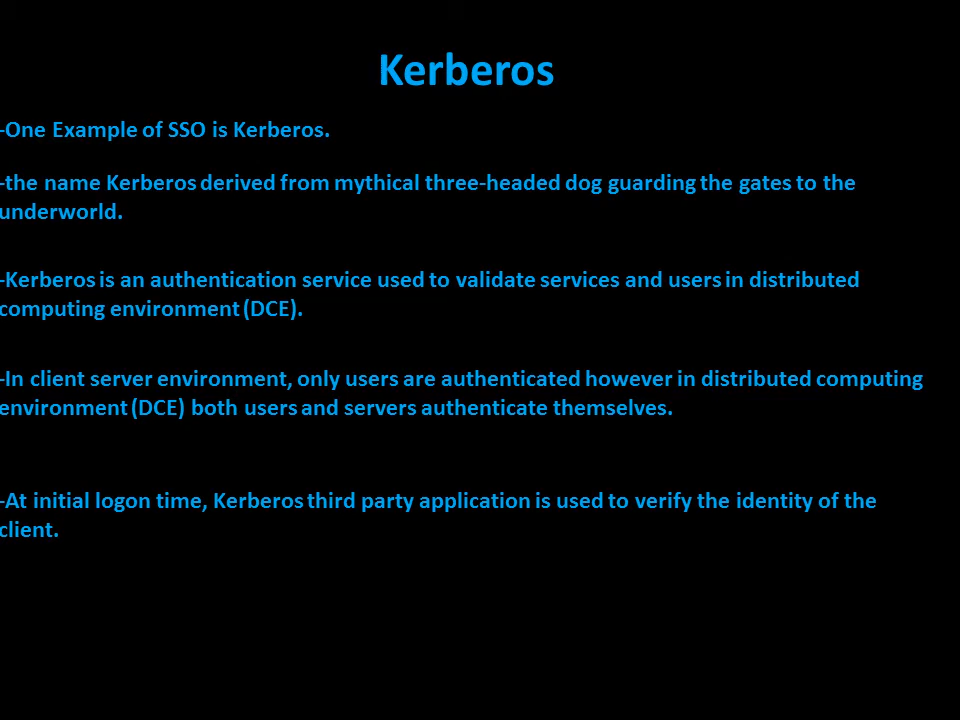 Kerberos
-One Example of SSO is Kerberos.
-the name Kerberos derived from mythical three-headed dog guarding the gates to the
underworld.
-Kerberos is an authentication service used to validate services and users in distributed
computing environment (DCE).
-In client server environment, only users are authenticated however in distributed computing
environment (DCE) both users and servers authenticate themselves.
-At initial logon time, Kerberos third party application is used to verify the identity of the
client.